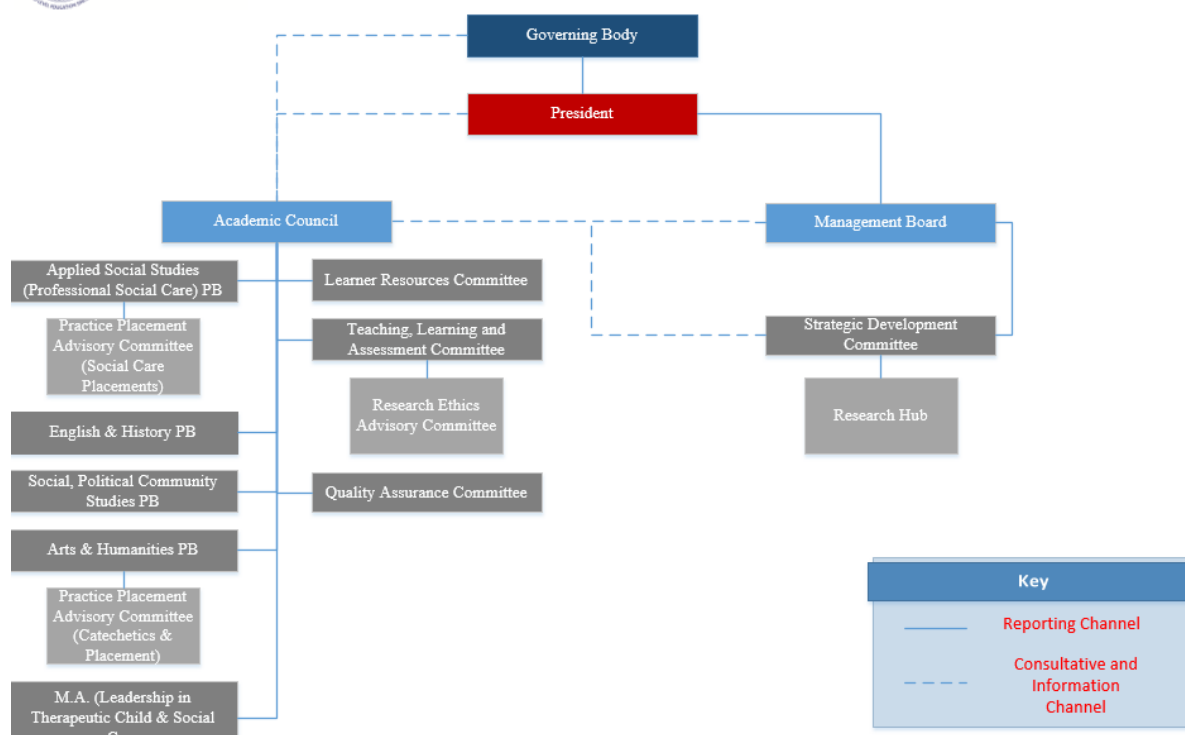 Governing Body
President
Academic Council
Management Board
Applied Social Studies
(Professional Social Care) PB
Learner Resources Committee
Practice Placement
Advisory Committee
(Social Care
Placements)
Teaching, Learning and
Assessment Committee
Strategic Development
Committee
Research Ethics
Advisory Committee
Research Hub
English & History PB
Social, Political Community
Studies PB
Quality Assurance Committee
Arts & Humanities PB
Practice Placement
Advisory Committee
(Catechetics &
Placement)
M.A. (Leadership in
Therapeutic Child & Social
Key
Reporting Channel
Consultative and
Information
Channel